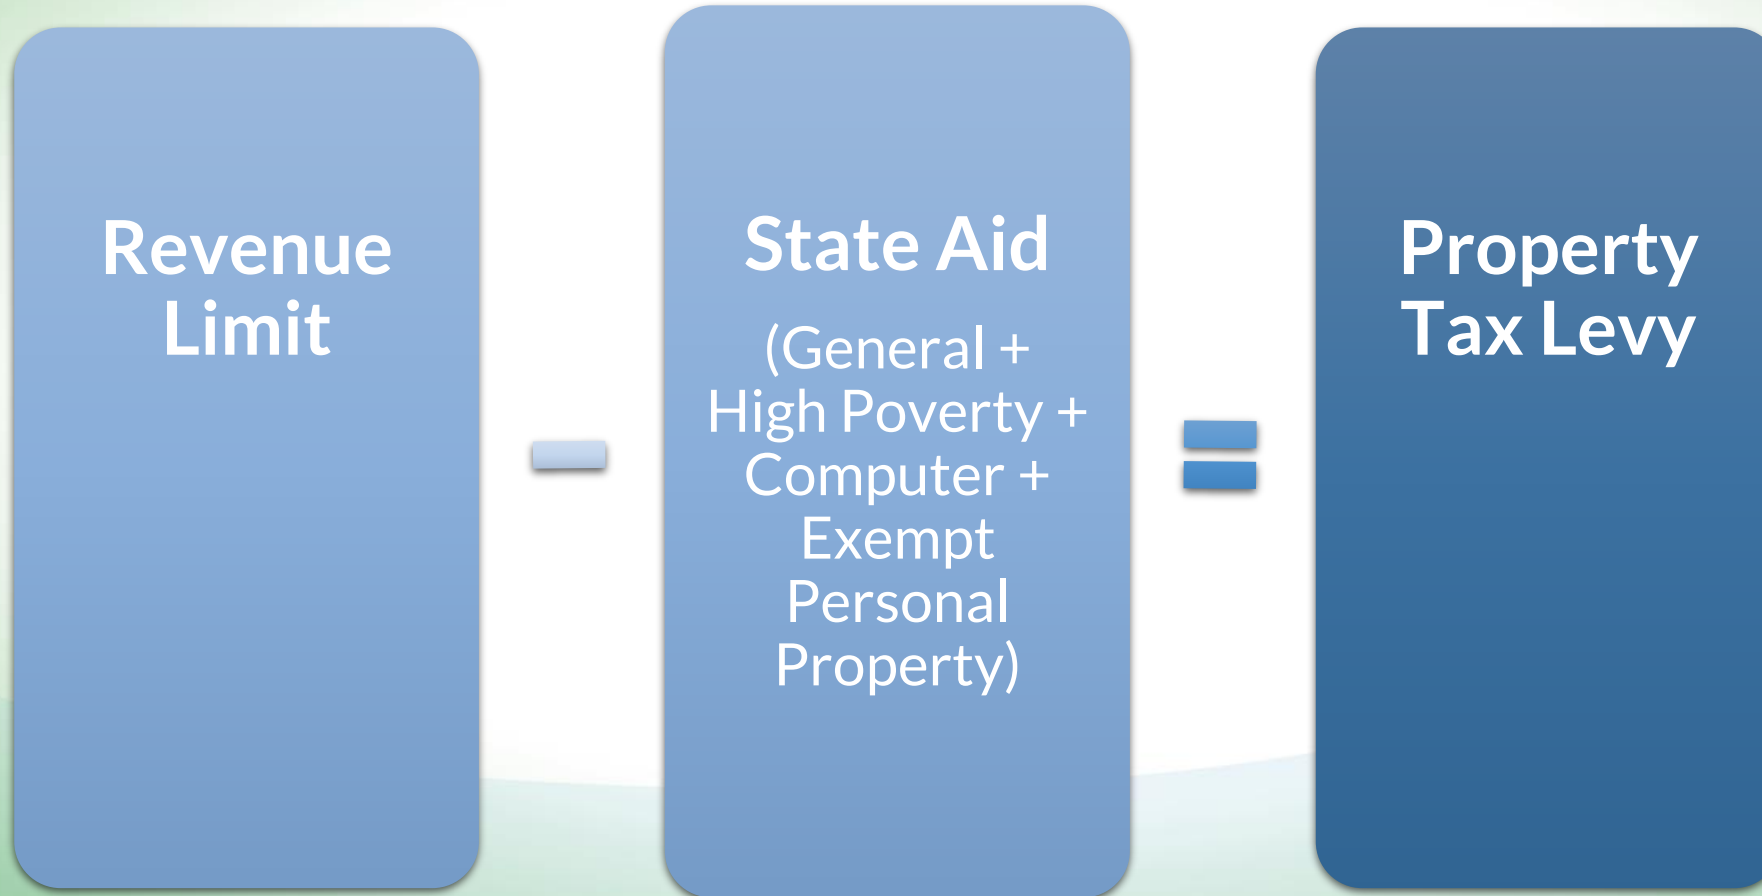 Revenue
Limit
State Aid
(General +
High Poverty +
Computer +
Exempt
Personal
Property)
Property
Tax Levy